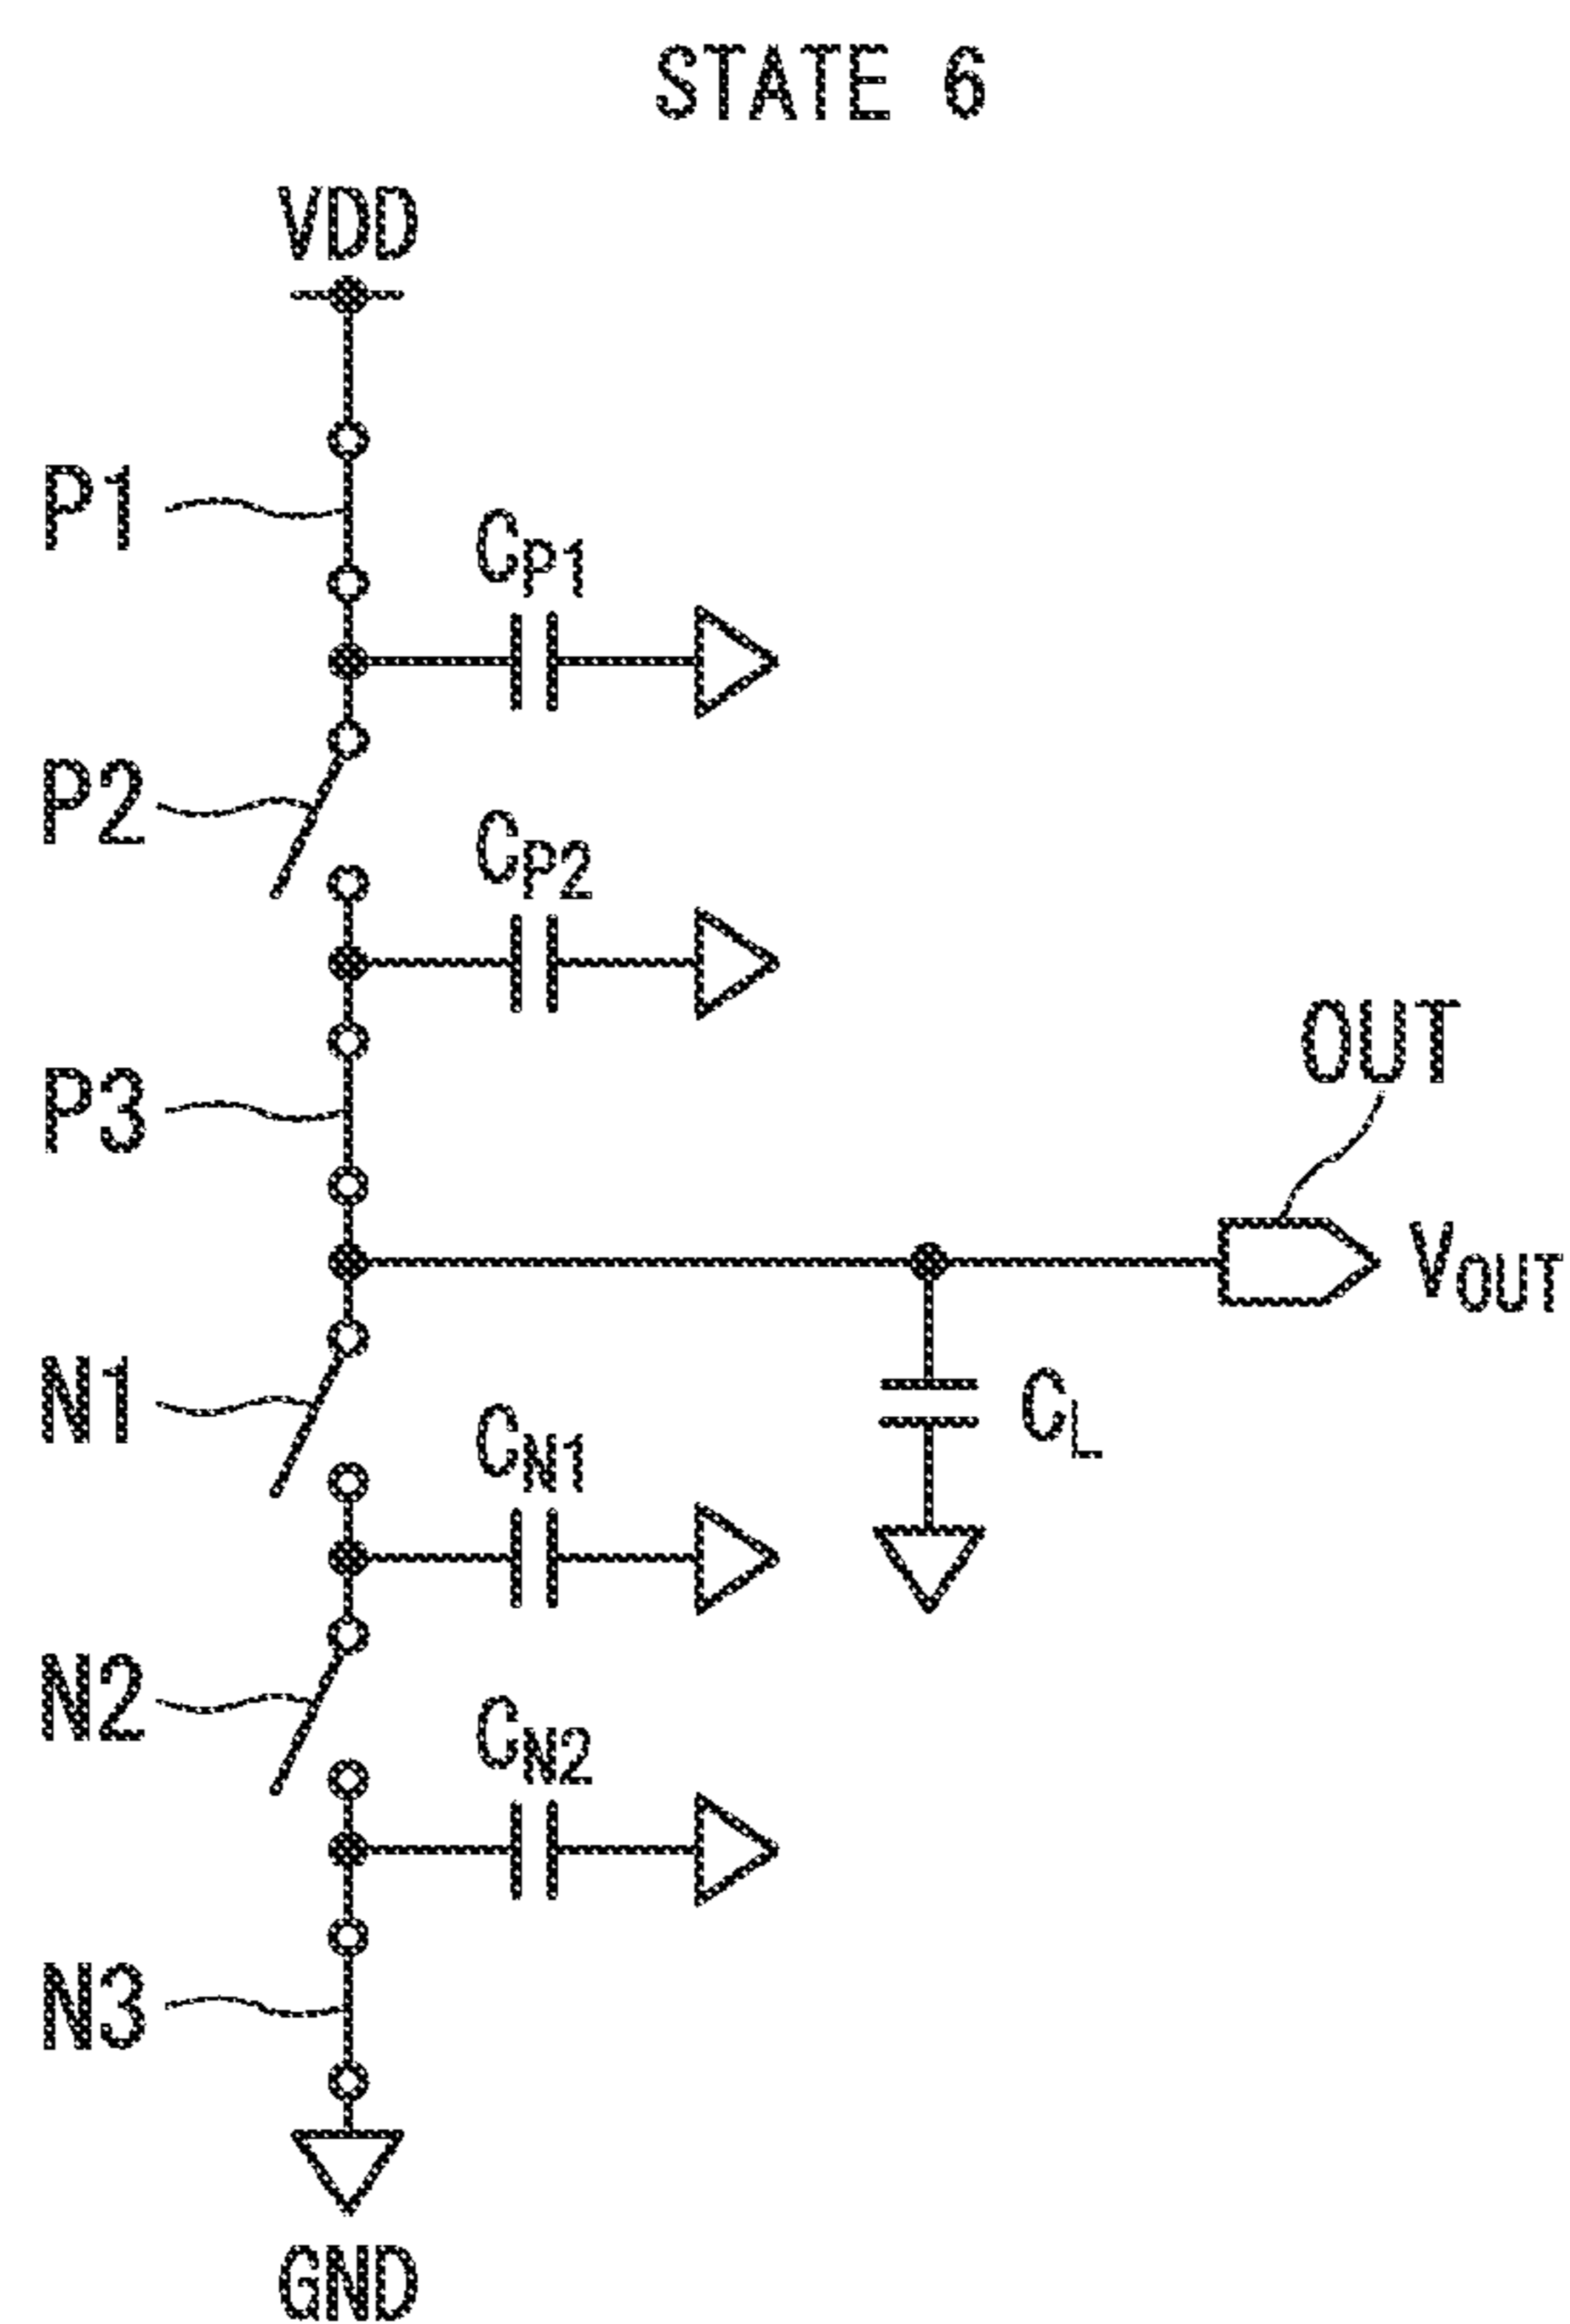 STATE 6
VDD
P1
CP1
P2
CP2
P3
OUT
VOUT
N1
CL
CN1
N2
CN2
N3
GND